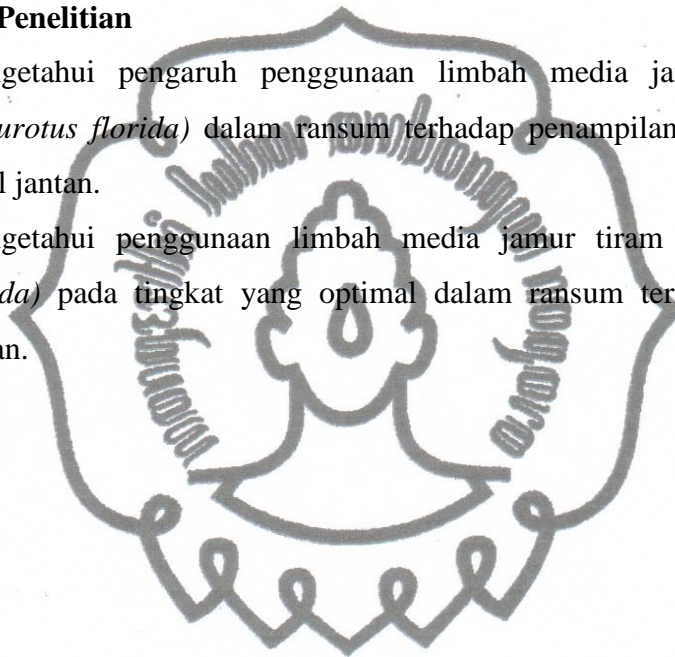 Penelitian
getahui pengaruh penggunaan limbah media ja
urotus florida) dalam ransum terhadap penampilan
l jantan.
getahui penggunaan limbah media jamur tiram
da) pada tingkat yang optimal dalam ransum ter
an.